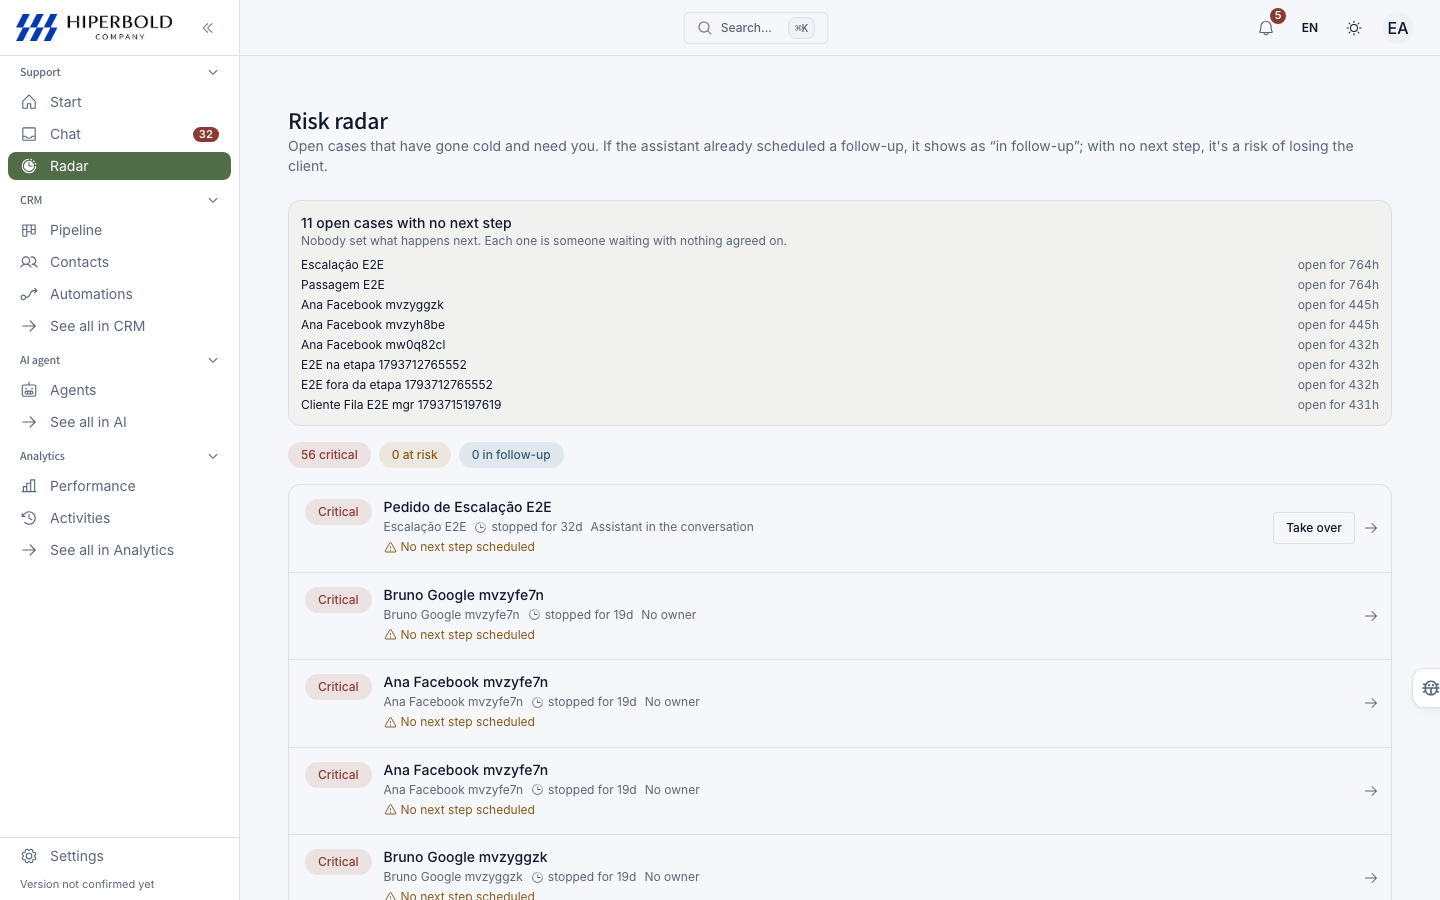 HIPERBOLD
COMPANY
Search...
⌘K
5
EN
EA
Support
Start
Chat
32
Radar
CRM
Pipeline
Contacts
Automations
See all in CRM
AI agent
Agents
See all in AI
Analytics
Performance
Activities
See all in Analytics
Settings
Version not confirmed yet
Risk radar
Open cases that have gone cold and need you. If the assistant already scheduled a follow-up, it shows as “in follow-up”; with no next step, it's a risk of losing the
client.
11 open cases with no next step
Nobody set what happens next. Each one is someone waiting with nothing agreed on.
Escalação E2E open for 764h
Passagem E2E open for 764h
Ana Facebook mvzyggzk open for 445h
Ana Facebook mvzyh8be open for 445h
Ana Facebook mw0q82cl open for 432h
E2E na etapa 1793712765552 open for 432h
E2E fora da etapa 1793712765552 open for 432h
Cliente Fila E2E mgr 1793715197619 open for 431h
56 critical 0 at risk 0 in follow-up
Critical
Pedido de Escalação E2E
Escalação E2E stopped for 32d Assistant in the conversation
No next step scheduled
Take over
Critical
Bruno Google mvzyfe7n
Bruno Google mvzyfe7n stopped for 19d No owner
No next step scheduled
Critical
Ana Facebook mvzyfe7n
Ana Facebook mvzyfe7n stopped for 19d No owner
No next step scheduled
Critical
Ana Facebook mvzyfe7n
Ana Facebook mvzyfe7n stopped for 19d No owner
No next step scheduled
Critical
Bruno Google mvzyggzk
Bruno Google mvzyggzk stopped for 19d No owner
No next step scheduled